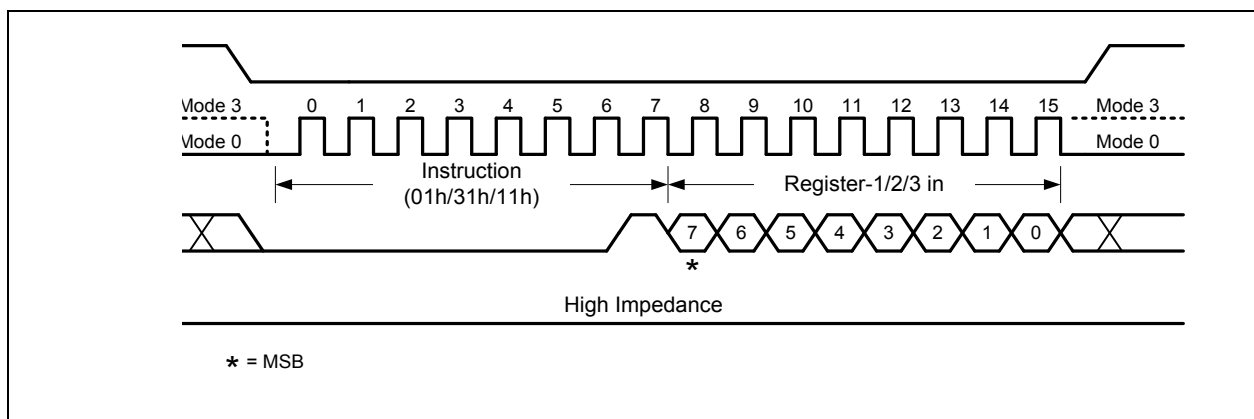 Mode 3 0 1 2 3 4 5 6 7 8 9 10 11 12 13 14 15 Mode 3
Mode 0 Mode 0
Instruction
(01h/31h/11h)
Register-1/2/3 in
7 6 5 4 3 2 1 0
*
High Impedance
* = MSB